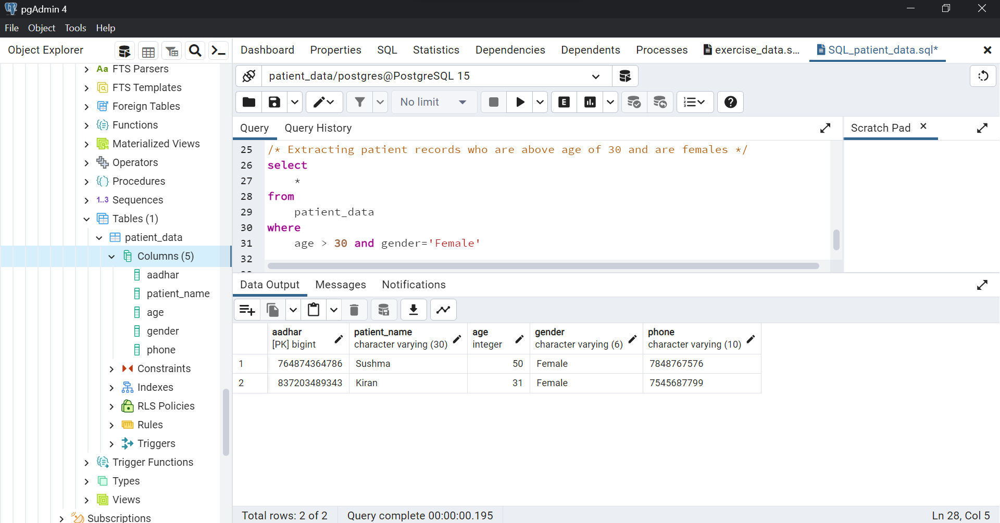 pgAdmin 4
File Object Tools Help
Object Explorer
Dashboard Properties SQL Statistics Dependencies Dependents Processes exercise_data.s... SQL_patient_data.sql*
Aa FTS Parsers
FTS Templates
Foreign Tables
Functions
Materialized Views
Operators
Procedures
1..3 Sequences
Tables (1)
patient_data
Columns (5)
aadhar
patient_name
age
gender
phone
Constraints
Indexes
RLS Policies
Rules
Triggers
Trigger Functions
Types
Views
Subscriptions
patient_data/postgres@PostgreSQL 15
No limit
E
Query Query History
Scratch Pad
25 /* Extracting patient records who are above age of 30 and are females */
26 select
27 *
28 from
29 patient_data
30 where
31 age > 30 and gender='Female'
32
Data Output Messages Notifications
aadhar patient_name age gender phone
[PK] bigint character varying (30) integer character varying (6) character varying (10)
1 764874364786 Sushma 50 Female 7848767576
2 837203489343 Kiran 31 Female 7545687799
Total rows: 2 of 2 Query complete 00:00:00.195 Ln 28, Col 5